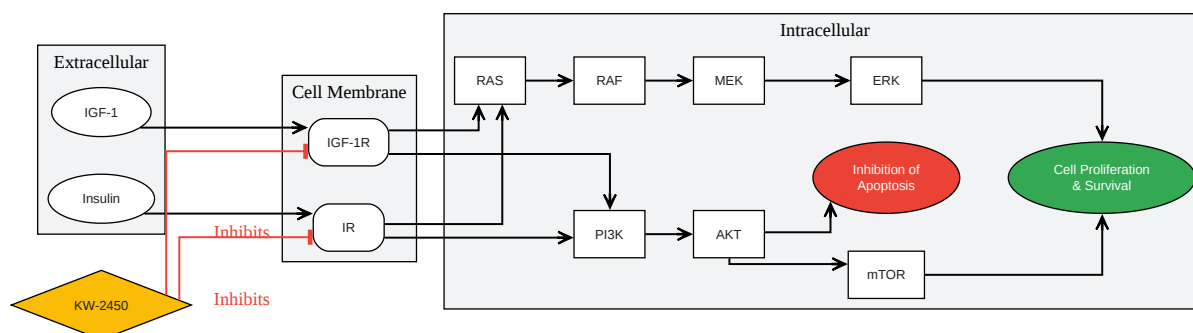 Extracellular
IGF-1
Insulin
KW-2450
Inhibits
Inhibits
Cell Membrane
IGF-1R
IR
Intracellular
RAS
RAF
MEK
ERK
PI3K
AKT
mTOR
Inhibition of
Apoptosis
Cell Proliferation
& Survival